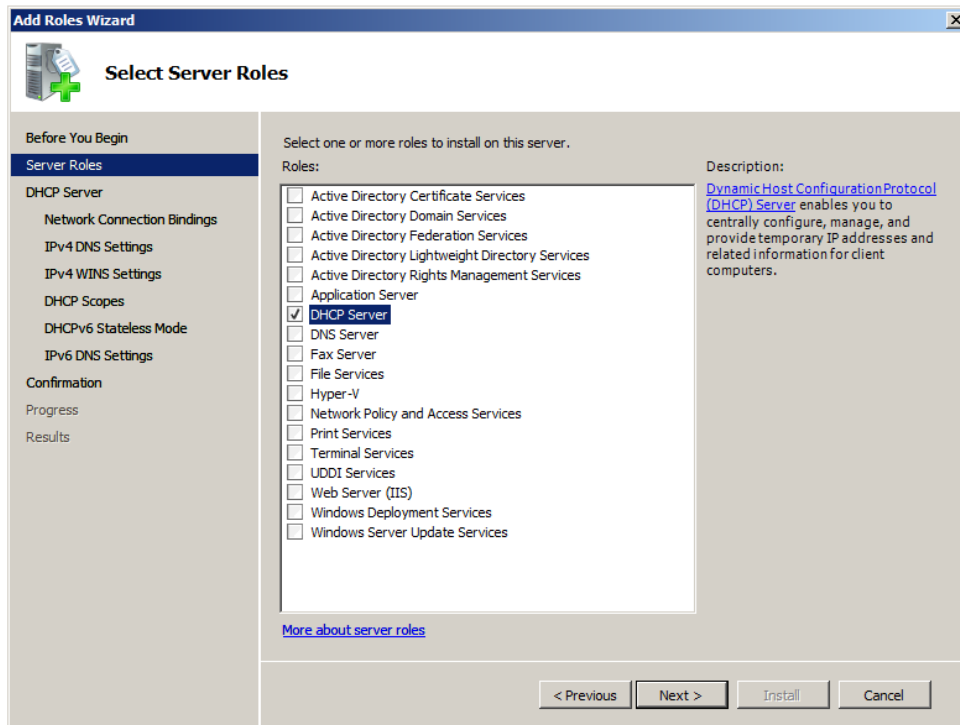 Add Roles Wizard
Select Server Roles
Before You Begin
Server Roles
DHCP Server
Network Connection Bindings
IPv4 DNS Settings
IPv4 WINS Settings
DHCP Scopes
DHCPv6 Stateless Mode
IPv6 DNS Settings
Confirmation
Progress
Results
Select one or more roles to install on this server.
Roles:
Active Directory Certificate Services
Active Directory Domain Services
Active Directory Federation Services
Active Directory Lightweight Directory Services
Active Directory Rights Management Services
Application Server
DHCP Server
DNS Server
Fax Server
File Services
Hyper-V
Network Policy and Access Services
Print Services
Terminal Services
UDDI Services
Web Server (IIS)
Windows Deployment Services
Windows Server Update Services
More about server roles
Description:
Dynamic Host Configuration Protocol
(DHCP) Server enables you to
centrally configure, manage, and
provide temporary IP addresses and
related information for client
computers.
< Previous
Next >
Install
Cancel